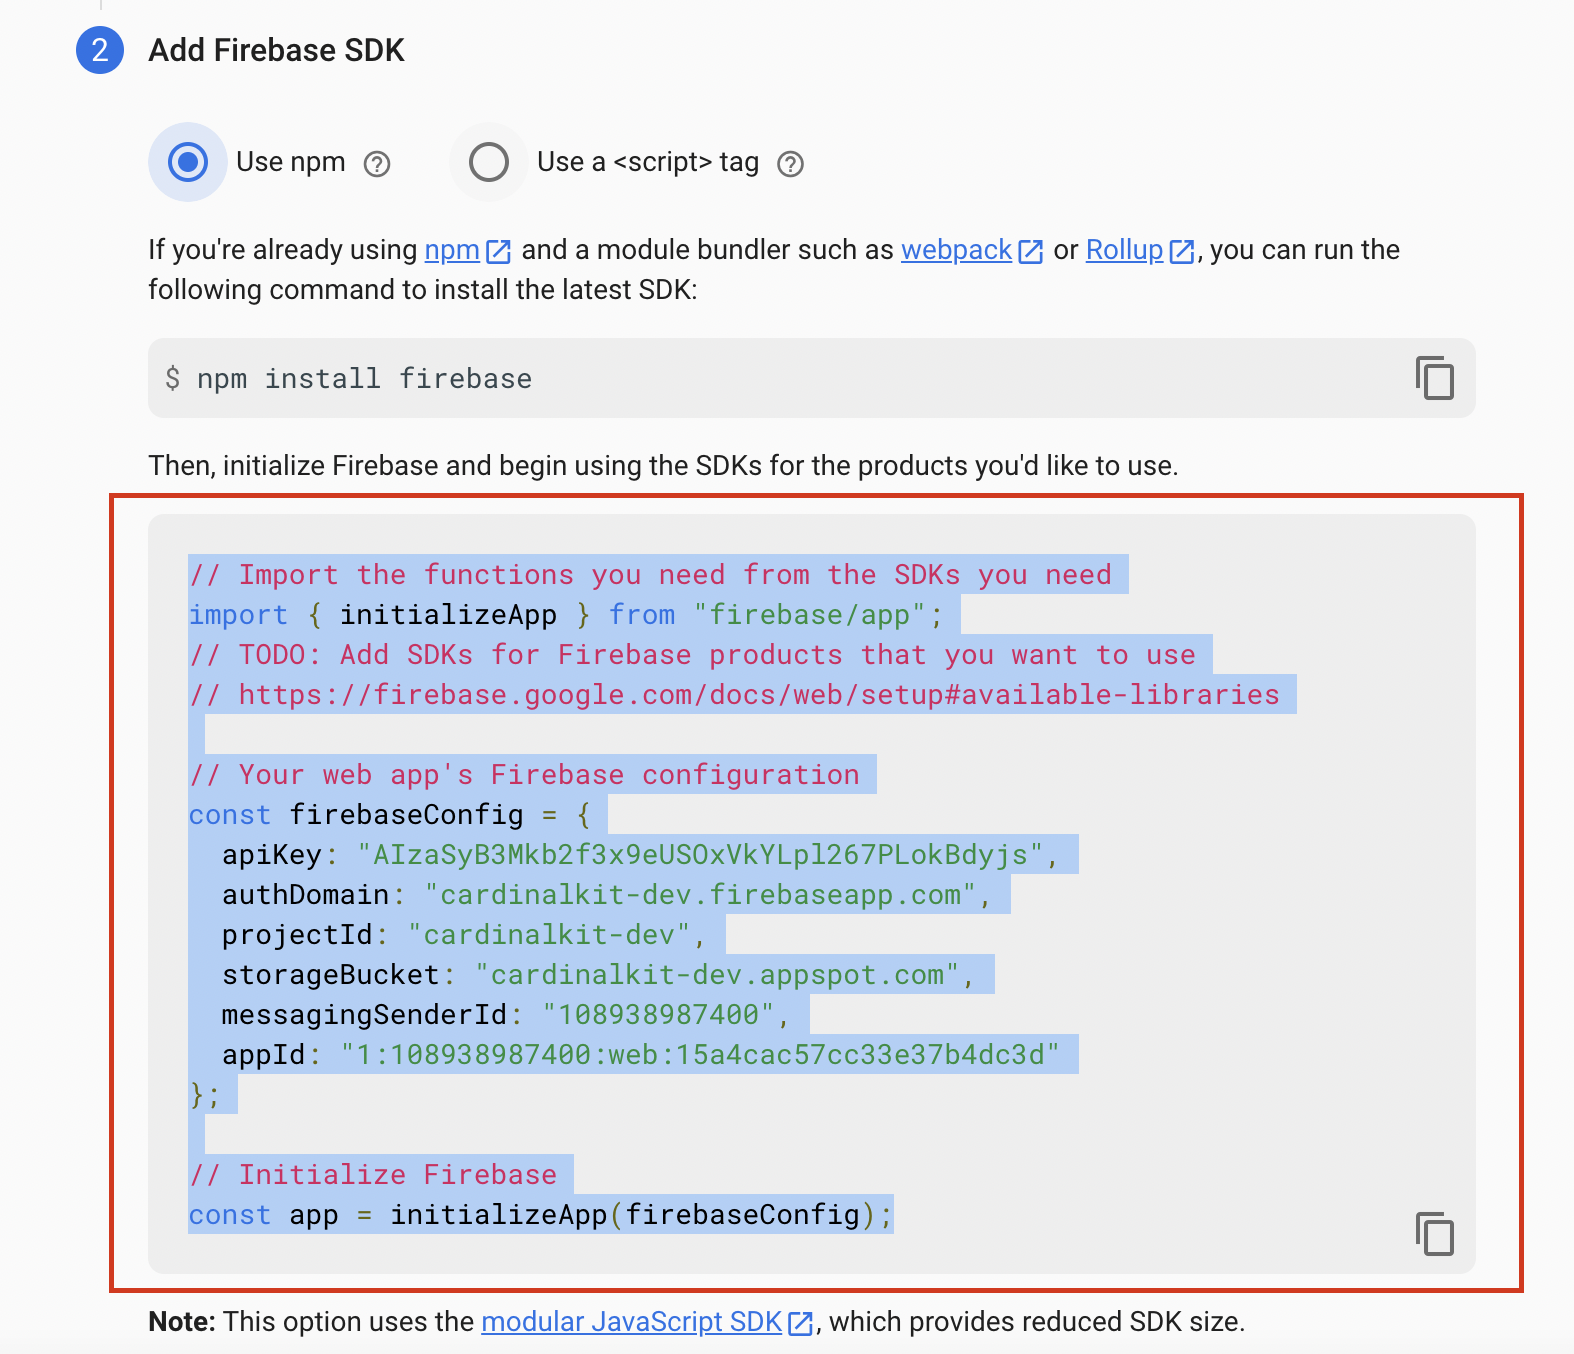 2 Add Firebase SDK
Use npm Use a <script> tag
If you're already using npm and a module bundler such as webpack or Rollup, you can run the
following command to install the latest SDK:
$ npm install firebase
Then, initialize Firebase and begin using the SDKs for the products you'd like to use.
// Import the functions you need from the SDKs you need
import { initializeApp } from "firebase/app";
// TODO: Add SDKs for Firebase products that you want to use
// https://firebase.google.com/docs/web/setup#available-libraries
// Your web app's Firebase configuration
const firebaseConfig = {
  apiKey: "AIzaSyB3Mkb2f3x9eUSOxVkYLpl267PLokBdyjs",
  authDomain: "cardinalkit-dev.firebaseapp.com",
  projectId: "cardinalkit-dev",
  storageBucket: "cardinalkit-dev.appspot.com",
  messagingSenderId: "108938987400",
  appId: "1:108938987400:web:15a4cac57cc33e37b4dc3d"
};
// Initialize Firebase
const app = initializeApp(firebaseConfig);
Note: This option uses the modular JavaScript SDK, which provides reduced SDK size.